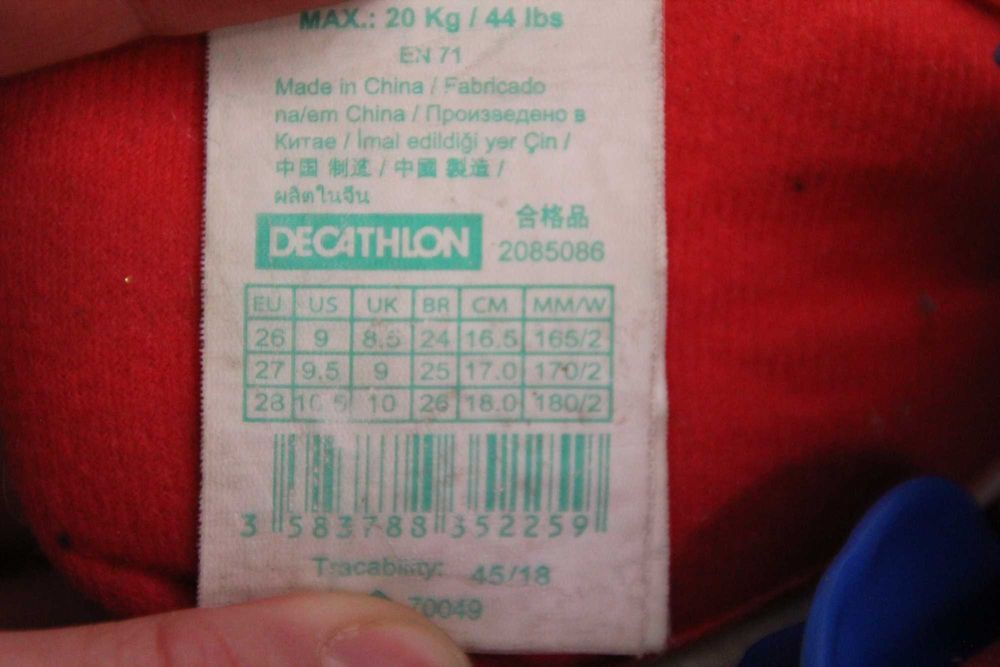 MAX.: 20 Kg / 44 lbs
EN 71
Made in China / Fabricado
na/em China / Произведено в
Китае / İmal edildiği yer Çin /
中国 制造 / 中國 製造 /
ผลิตในจีน
DECATHLON 合格品
2085086
EU US UK BR CM MM/W
26 9 8.5 24 16.5 165/2
27 9.5 9 25 17.0 170/2
28 10.5 10 26 18.0 180/2
3 583788 352259
Tracability: 45/18
70049